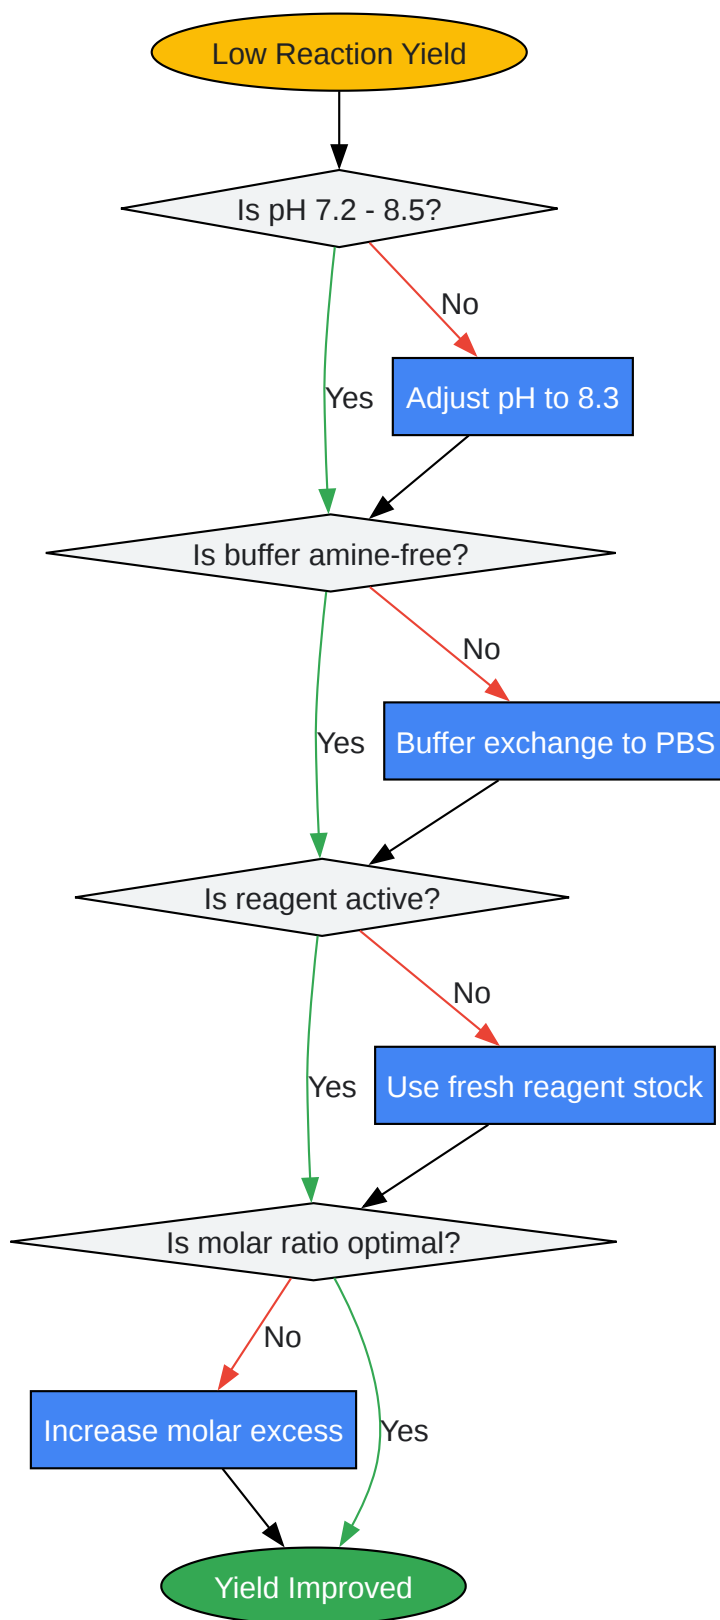 Low Reaction Yield
Is pH 7.2 - 8.5?
No
Yes
Adjust pH to 8.3
Is buffer amine-free?
No
Yes
Buffer exchange to PBS
Is reagent active?
No
Yes
Use fresh reagent stock
Is molar ratio optimal?
No
Increase molar excess
Yes
Yield Improved